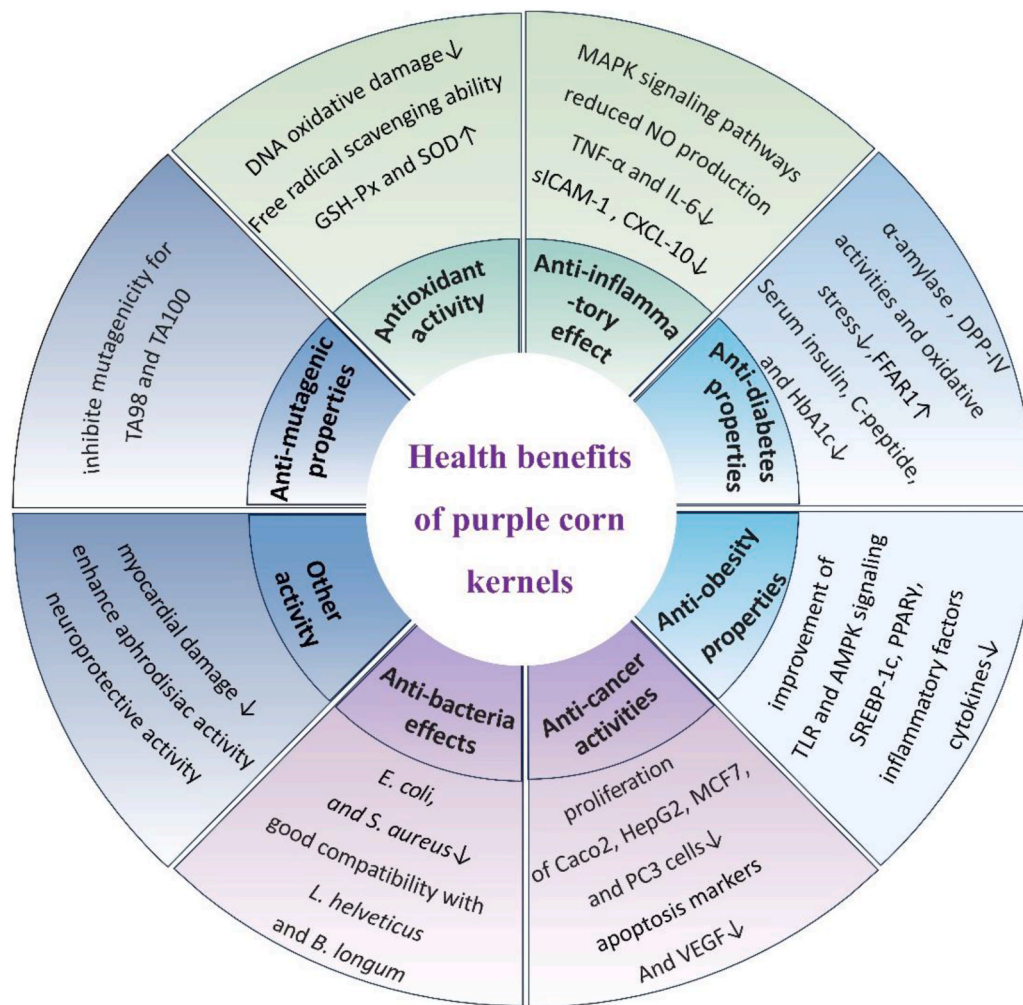 Health benefits
of purple corn
kernels
Antioxidant
activity
DNA oxidative damage↓
Free radical scavenging ability
GSH-Px and SOD↑
Anti-inflamma
-tory
effect
MAPK signaling pathways
reduced NO production
TNF-α and IL-6↓
sICAM-1 , CXCL-10↓
Anti-diabetes
properties
α-amylase , DPP-IV
activities and oxidative
stress↓,FFAR1↑
Serum insulin, C-peptide,
and HbA1c↓
Anti-obesity
properties
improvement of
TLR and AMPK signaling
SREBP-1c, PPARγ,
inflammatory factors
cytokines↓
Anti-cancer
activities
proliferation
of Caco2, HepG2, MCF7,
and PC3 cells↓
apoptosis markers
And VEGF↓
Anti-bacteria
effects
E. coli,
and S. aureus↓
good compatibility with
L. helveticus
and B. longum
Other
activity
myocardial damage↓
enhance aphrodisiac activity
neuroprotective activity
Anti-mutagenic
properties
inhibite mutagenicity for
TA98 and TA100